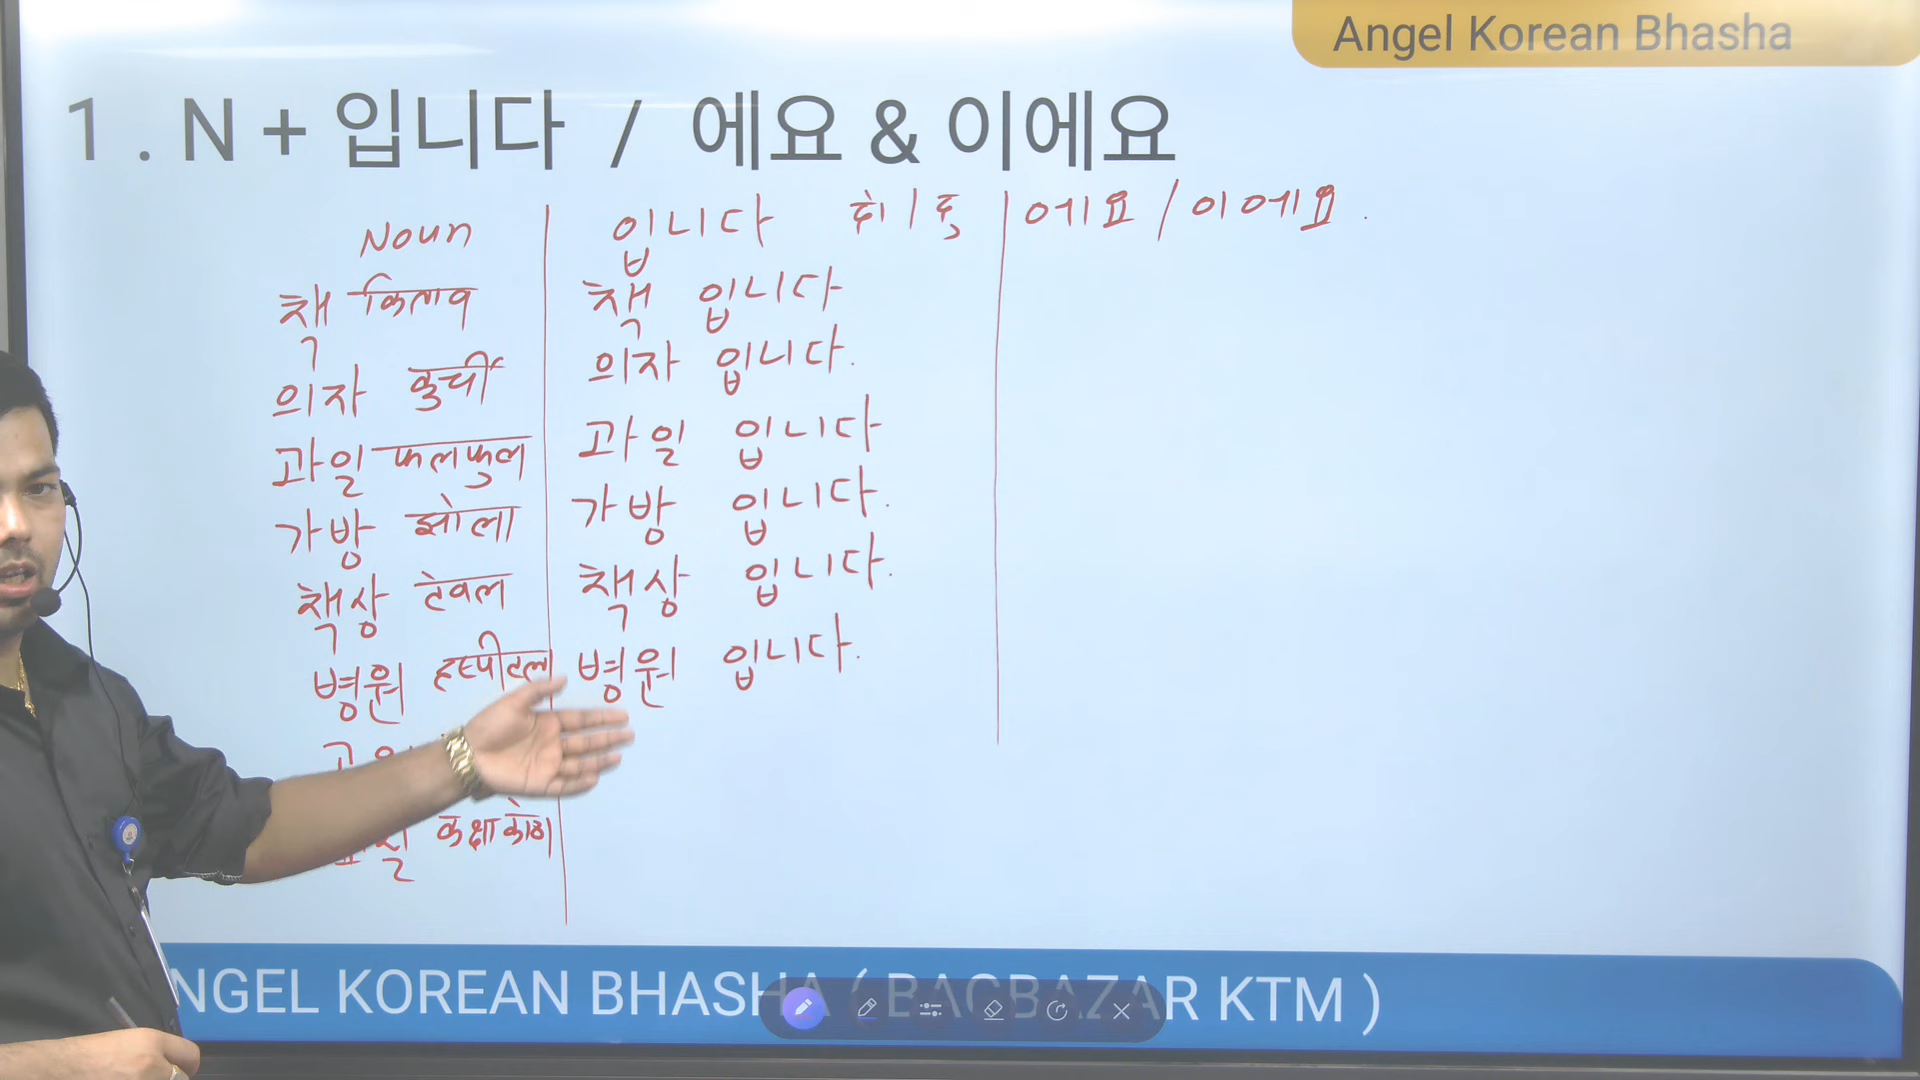 Angel Korean Bhasha
1 . N + 입니다 / 에요 & 이에요
Noun 입니다 हो / हुन् 에요 / 이에요 .
책 किताब 책 입니다
의자 कुर्ची 의자 입니다.
과일 फलफुल 과일 입니다
가방 झोला 가방 입니다.
책상 टेबल 책상 입니다.
병원 हस्पीटल 병원 입니다.
कक्षाकोठा
NGEL KOREAN BHASHA ( BAGBAZAR KTM )